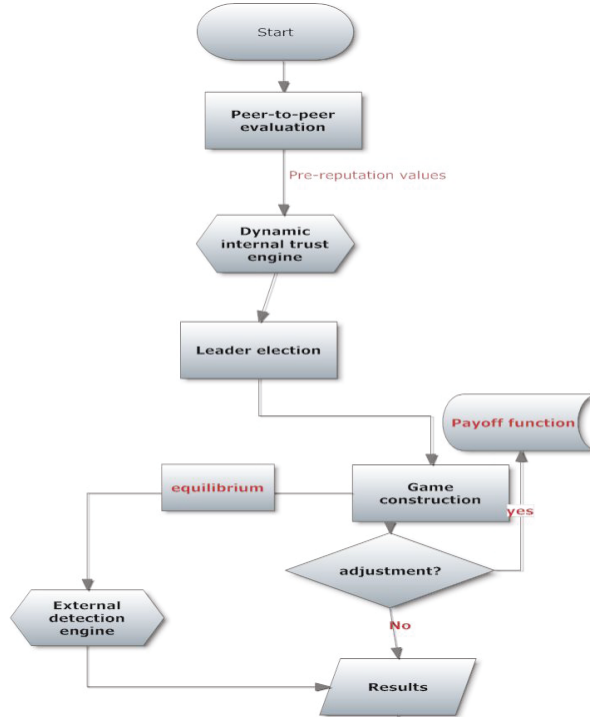 Start
Peer-to-peer
evaluation
Pre-reputation values
Dynamic
internal trust
engine
Leader election
Payoff function
equilibrium
Game
construction
yes
adjustment?
External
detection
engine
No
Results